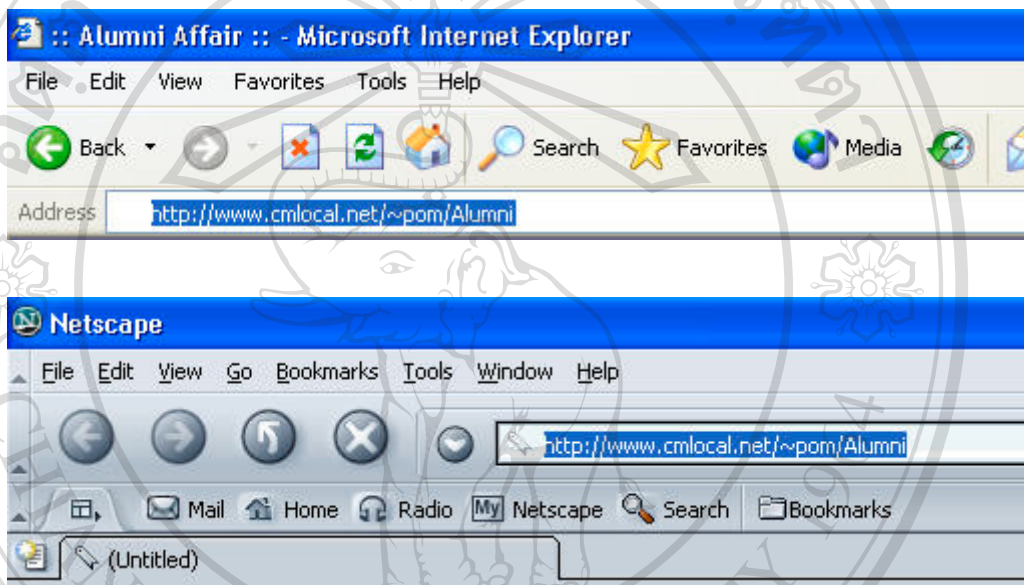 :: Alumni Affair :: - Microsoft Internet Explorer
File Edit View Favorites Tools Help
Back Search Favorites Media
Address http://www.cmlocal.net/~pom/Alumni
Netscape
File Edit View Go Bookmarks Tools Window Help
http://www.cmlocal.net/~pom/Alumni
Mail Home Radio My Netscape Search Bookmarks
(Untitled)